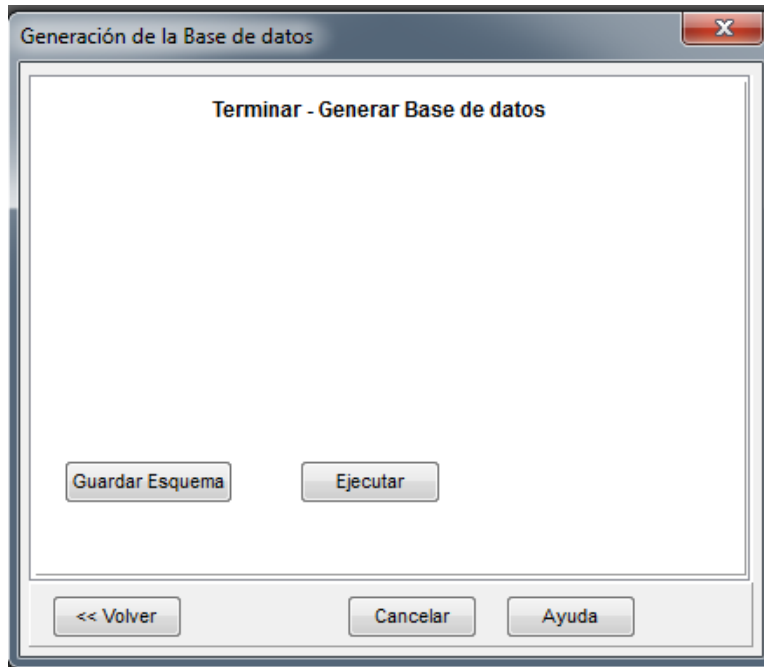 Generación de la Base de datos
Terminar - Generar Base de datos
Guardar Esquema Ejecutar
<< Volver Cancelar Ayuda